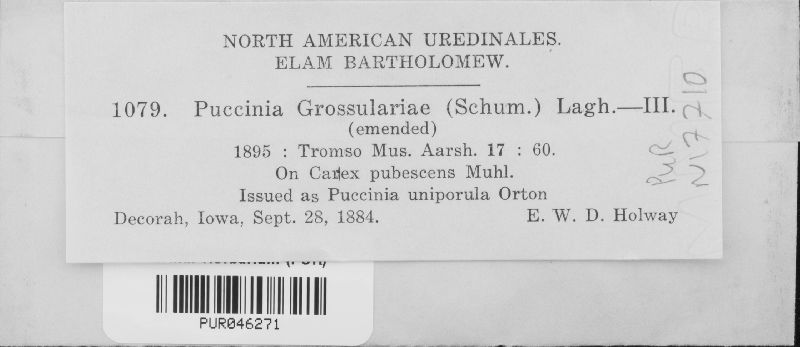 NORTH AMERICAN UREDINALES.
ELAM BARTHOLOMEW.
1079. Puccinia Grossulariae (Schum.) Lagh.—III.
(emended)
1895 : Tromso Mus. Aarsh. 17 : 60.
On Carex pubescens Muhl.
Issued as Puccinia uniporula Orton
Decorah, Iowa, Sept. 28, 1884. E. W. D. Holway
PUR
N17710
PUR046271